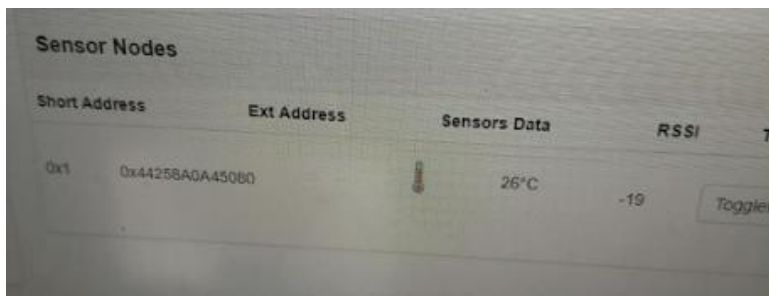 Sensor Nodes
Short Address Ext Address Sensors Data RSSI
0x1 0x44258A0A45080 26°C -19 Toggle